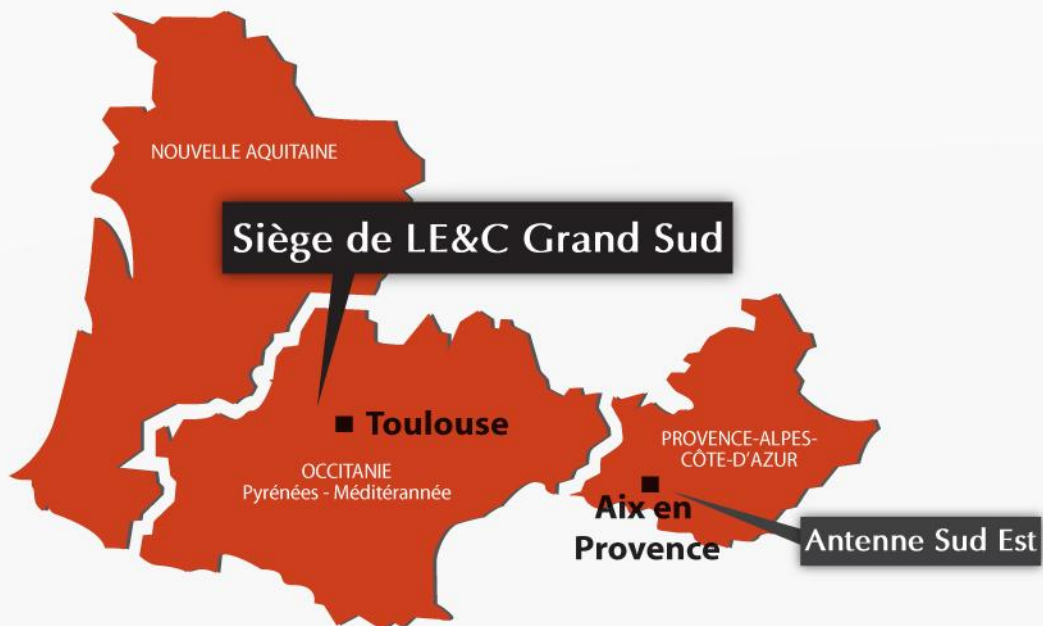 NOUVELLE AQUITAINE
Siège de LE&C Grand Sud
Toulouse
OCCITANIE
Pyrénées - Méditérannée
PROVENCE-ALPES-
CÔTE-D'AZUR
Aix en
Provence
Antenne Sud Est